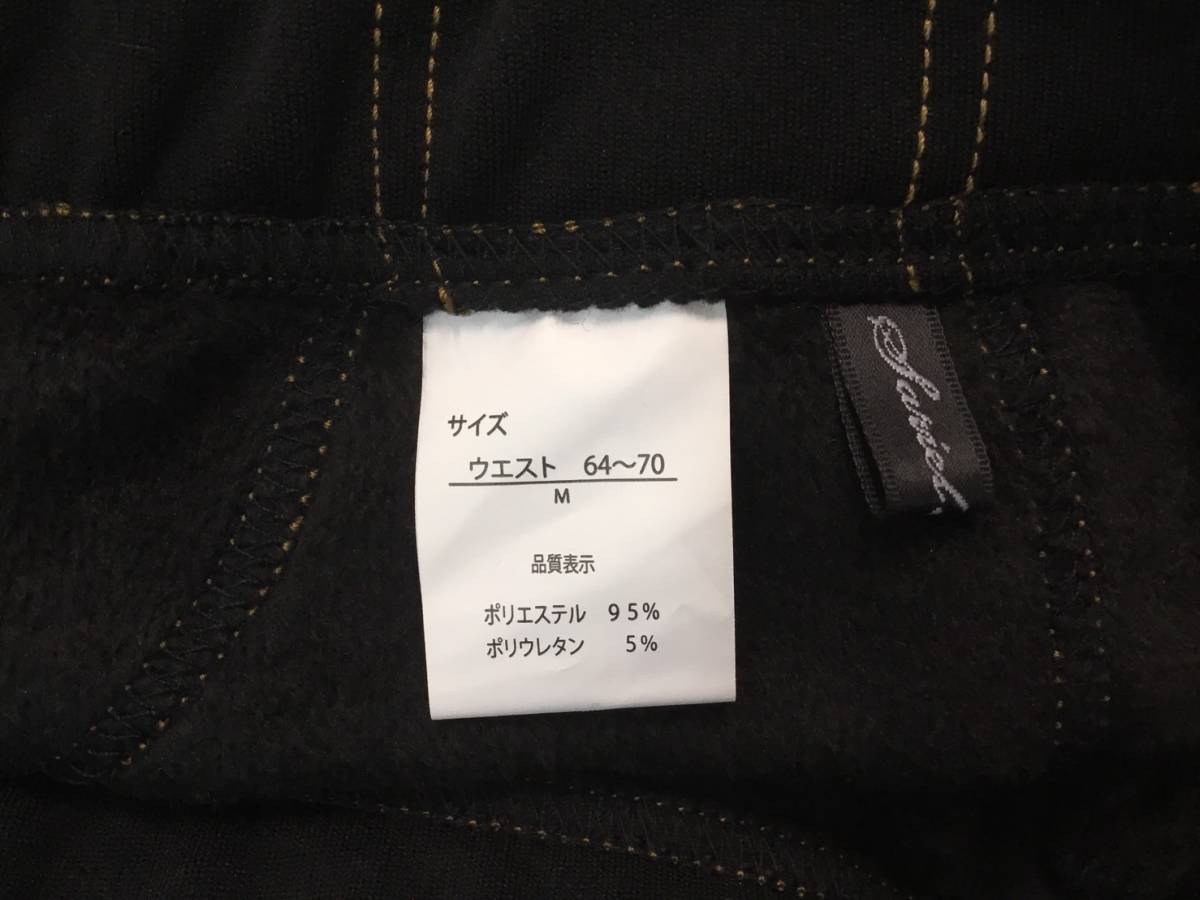 サイズ
ウエスト 64～70
M
品質表示
ポリエステル 95%
ポリウレタン 5%